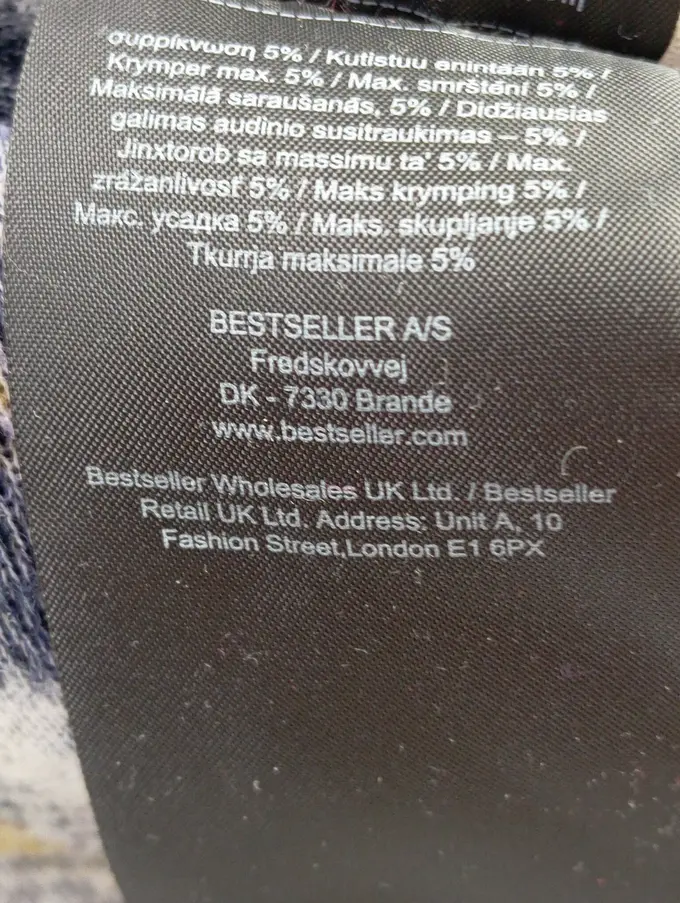 συρρίκνωση 5% / Kutistuu enintään 5% /
Krymper max. 5% / Max. smrštění 5% /
Maksimālā saraušanās, 5% / Didžiausias
galimas audinio susitraukimas – 5% /
Jinxtorob sa massimu ta' 5% / Max.
zrážanlivosť 5% / Maks krymping 5% /
Макс. усадка 5% / Maks. skupljanje 5% /
Tkurrja maksimale 5%
BESTSELLER A/S
Fredskovvej
DK - 7330 Brande
www.bestseller.com
Bestseller Wholesales UK Ltd. / Bestseller
Retail UK Ltd. Address: Unit A, 10
Fashion Street,London E1 6PX